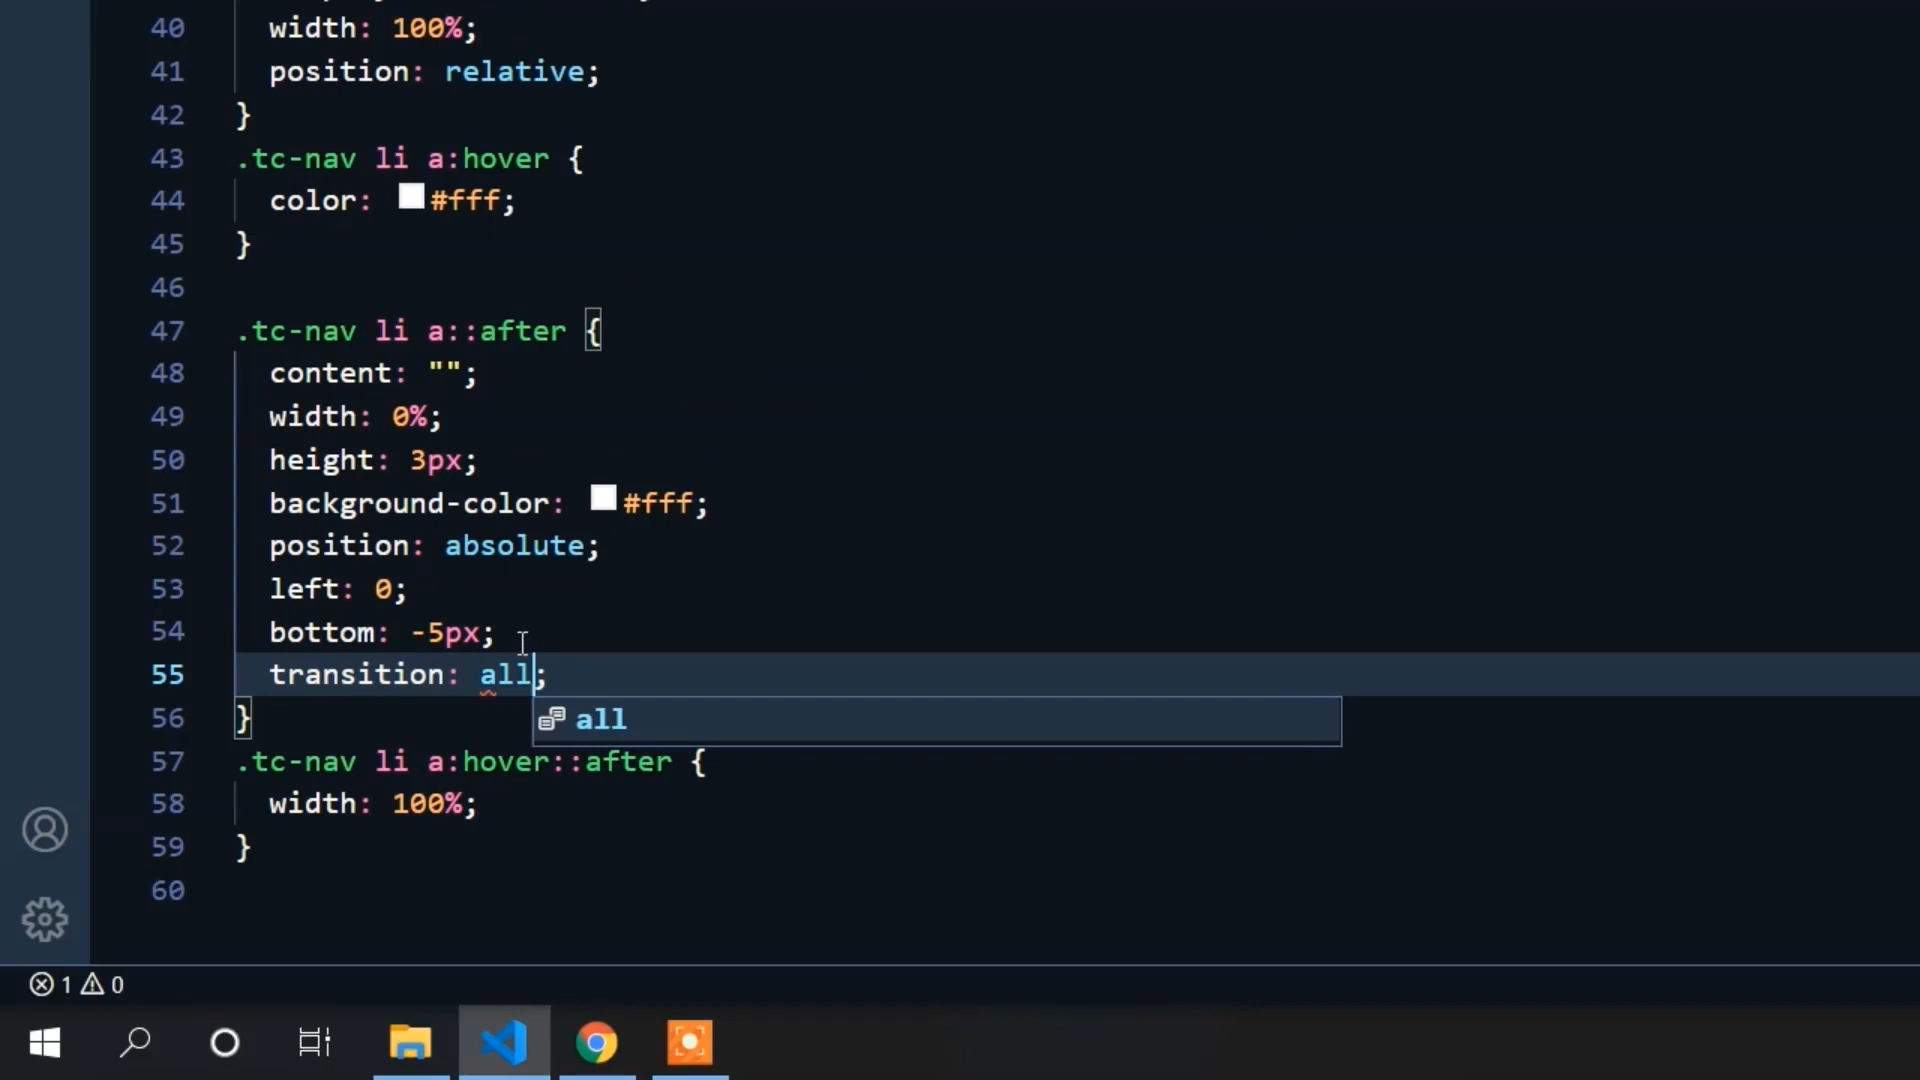 40 width: 100%;
41 position: relative;
42 }
43 .tc-nav li a:hover {
44 color: #fff;
45 }
46
47 .tc-nav li a::after {
48 content: "";
49 width: 0%;
50 height: 3px;
51 background-color: #fff;
52 position: absolute;
53 left: 0;
54 bottom: -5px;
55 transition: all;
56 }
all
57 .tc-nav li a:hover::after {
58 width: 100%;
59 }
60
1 0